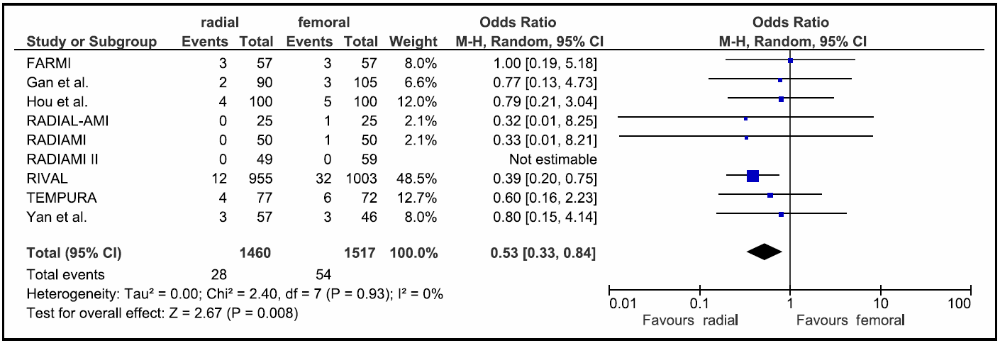 radial femoral Odds Ratio Odds Ratio
Study or Subgroup Events Total Events Total Weight M-H, Random, 95% CI M-H, Random, 95% CI
FARMI 3 57 3 57 8.0% 1.00 [0.19, 5.18]
Gan et al. 2 90 3 105 6.6% 0.77 [0.13, 4.73]
Hou et al. 4 100 5 100 12.0% 0.79 [0.21, 3.04]
RADIAL-AMI 0 25 1 25 2.1% 0.32 [0.01, 8.25]
RADIAMI 0 50 1 50 2.1% 0.33 [0.01, 8.21]
RADIAMI II 0 49 0 59 Not estimable
RIVAL 12 955 32 1003 48.5% 0.39 [0.20, 0.75]
TEMPURA 4 77 6 72 12.7% 0.60 [0.16, 2.23]
Yan et al. 3 57 3 46 8.0% 0.80 [0.15, 4.14]
Total (95% CI) 1460 1517 100.0% 0.53 [0.33, 0.84]
Total events 28 54
Heterogeneity: Tau² = 0.00; Chi² = 2.40, df = 7 (P = 0.93); I² = 0%
Test for overall effect: Z = 2.67 (P = 0.008)
0.01 0.1 1 10 100
Favours radial Favours femoral